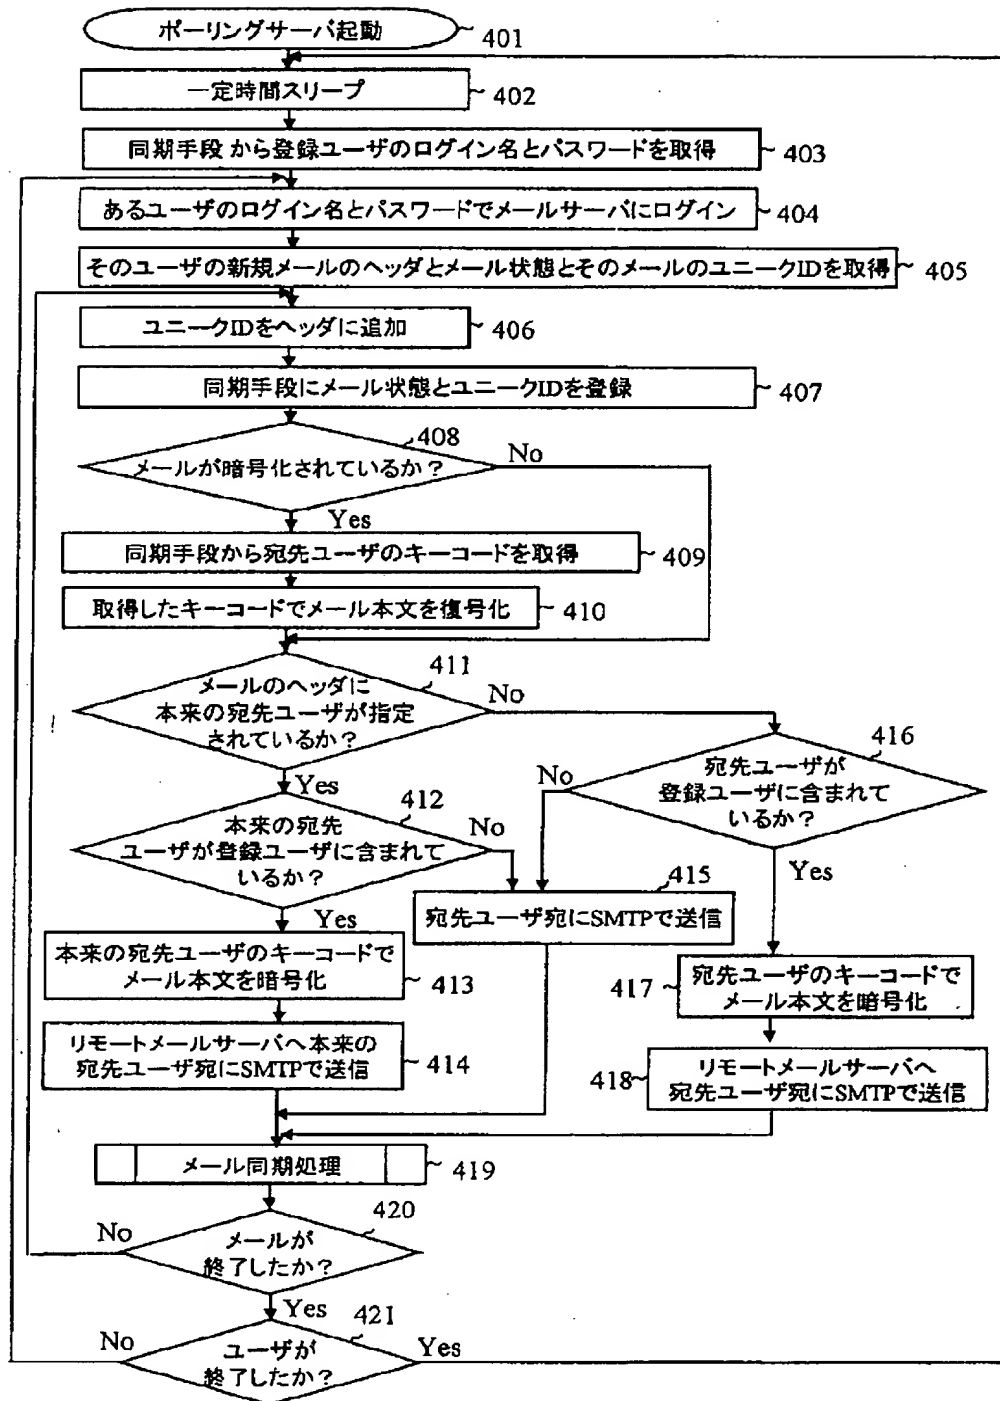 ポーリングサーバ起動
401
一定時間スリープ
402
同期手段から登録ユーザのログイン名とパスワードを取得
403
あるユーザのログイン名とパスワードでメールサーバにログイン
404
そのユーザの新規メールのヘッダとメール状態とそのメールのユニークIDを取得
405
ユニークIDをヘッダに追加
406
同期手段にメール状態とユニークIDを登録
407
408
メールが暗号化されているか？
No
Yes
同期手段から宛先ユーザのキーコードを取得
409
取得したキーコードでメール本文を復号化
410
411
メールのヘッダに
本来の宛先ユーザが指定
されているか？
No
Yes
416
宛先ユーザが
登録ユーザに含まれて
いるか？
No
Yes
412
本来の宛先
ユーザが登録ユーザに含まれて
いるか？
No
Yes
415
宛先ユーザ宛にSMTPで送信
本来の宛先ユーザのキーコードで
メール本文を暗号化
413
417
宛先ユーザのキーコードで
メール本文を暗号化
リモートメールサーバへ本来の
宛先ユーザ宛にSMTPで送信
414
418
リモートメールサーバへ
宛先ユーザ宛にSMTPで送信
メール同期処理
419
420
メールが
終了したか？
No
Yes
421
ユーザが
終了したか？
No
Yes